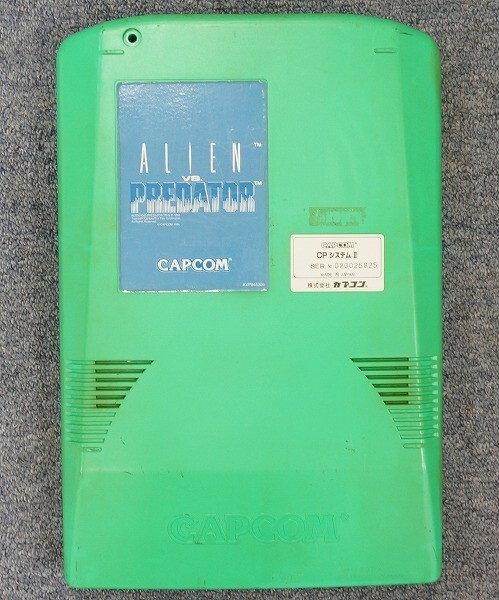 ALIEN™
VS.
PREDATOR™
CAPCOM®
CAPCOM®
CP システム II
SER. № 020025825
MADE IN JAPAN
株式会社 カプコン
CAPCOM®